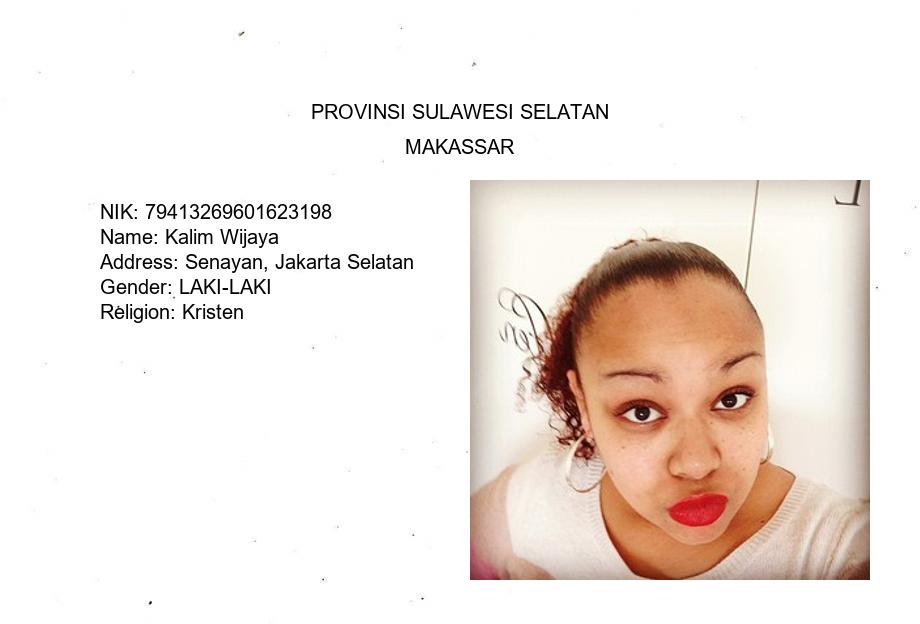 PROVINSI SULAWESI SELATAN
MAKASSAR
NIK: 79413269601623198
Name: Kalim Wijaya
Address: Senayan, Jakarta Selatan
Gender: LAKI-LAKI
Religion: Kristen